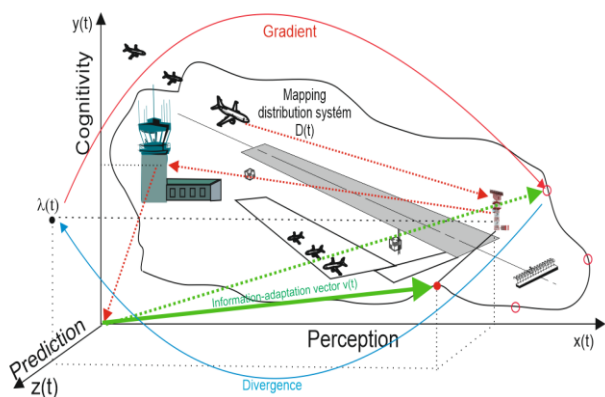 y(t)
Gradient
Cognitivity
Mapping
distribution systém
D(t)
λ(t)
Information-adaptation vector v(t)
Prediction
Perception
x(t)
z(t)
Divergence